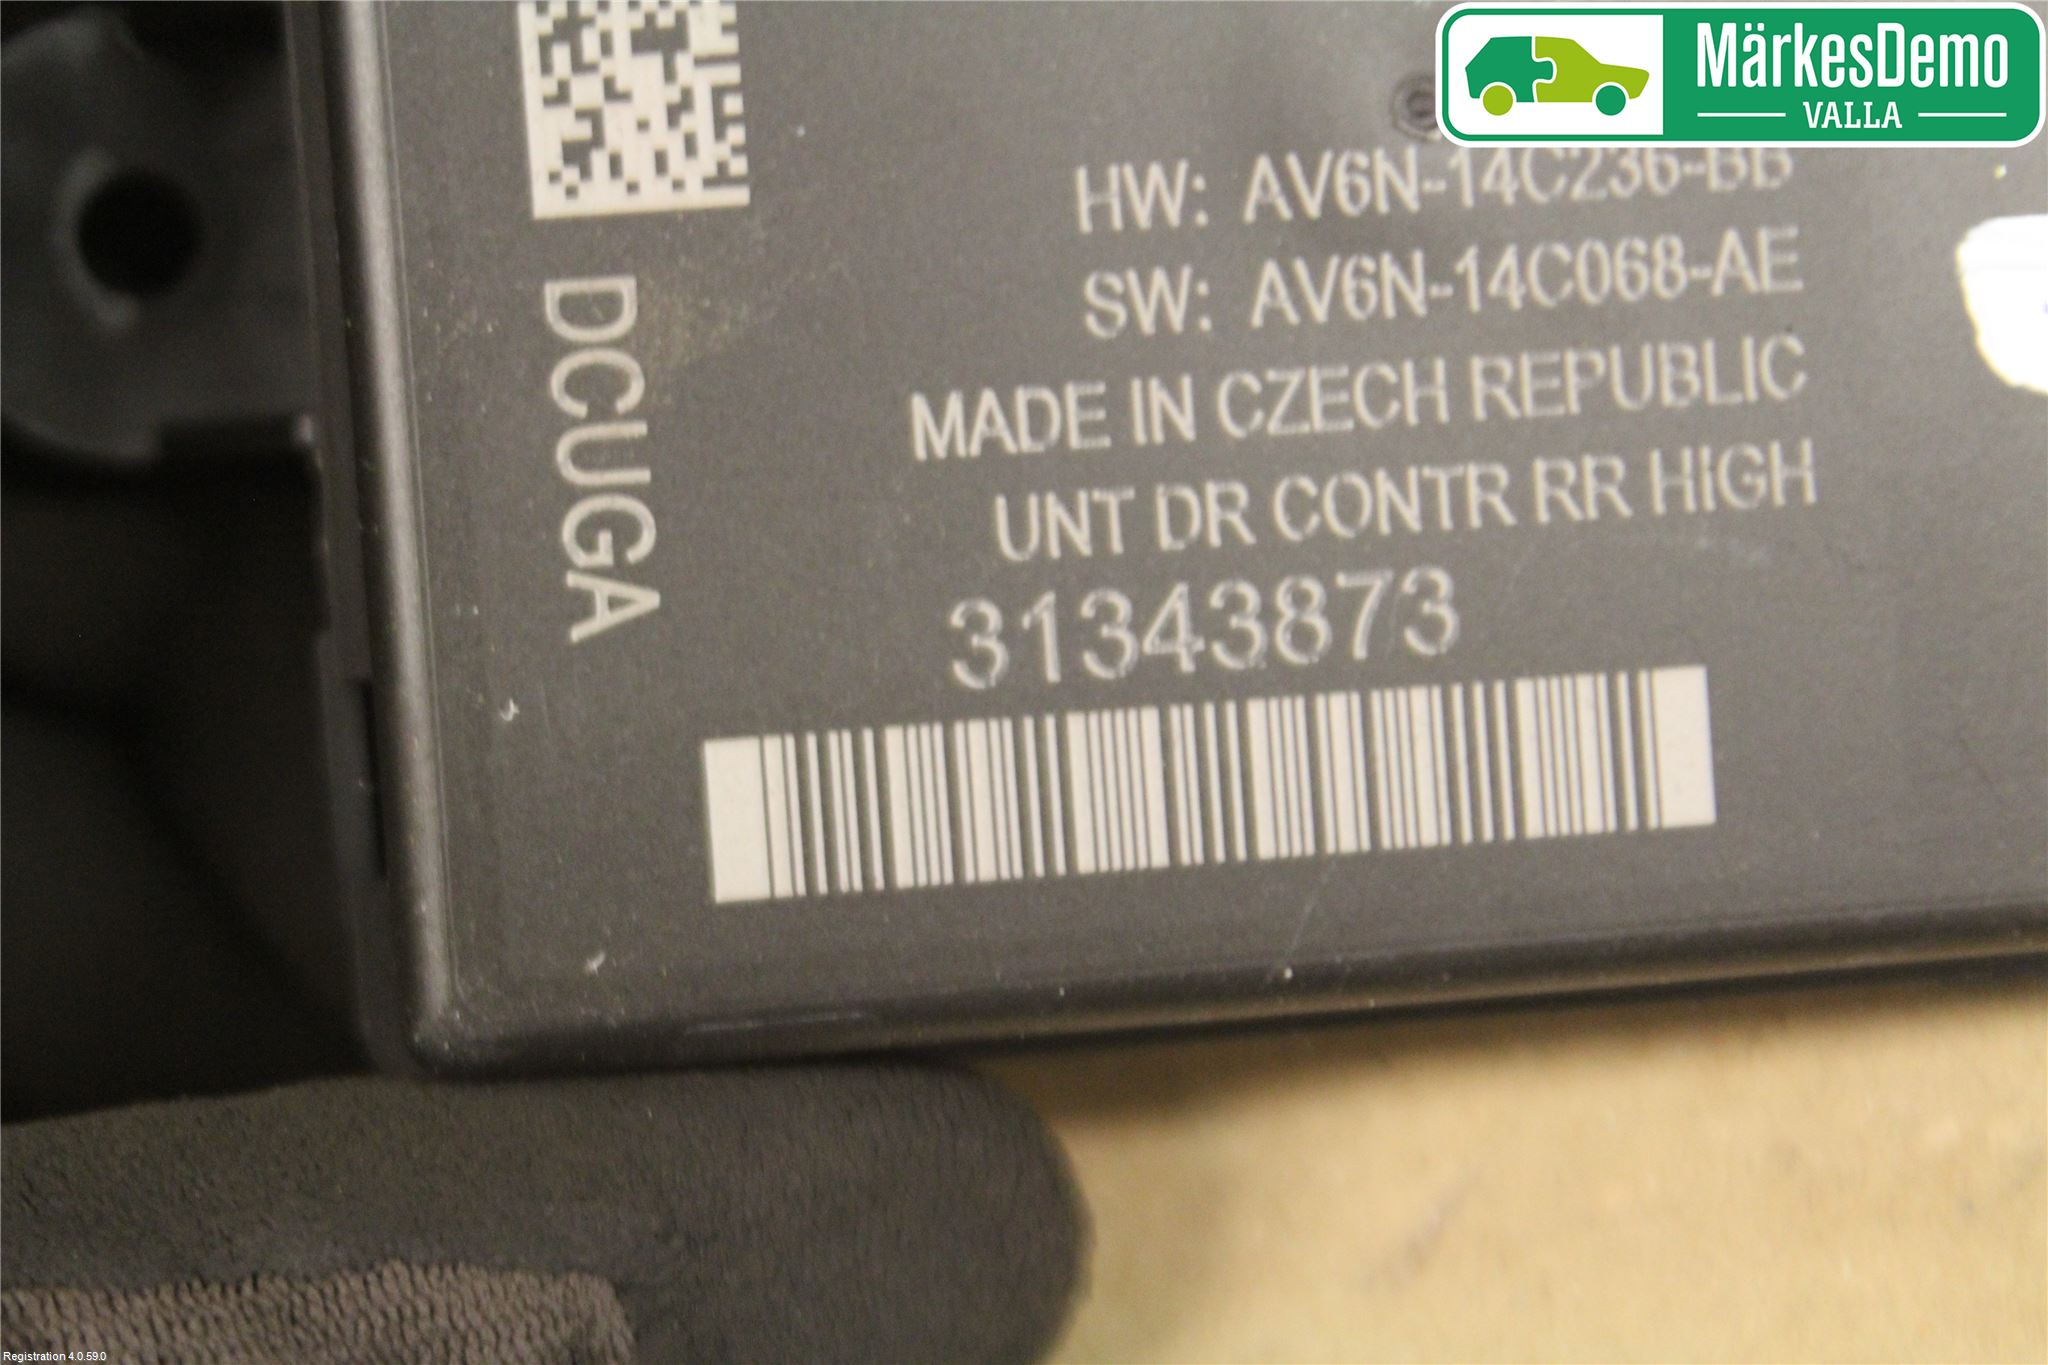 MärkesDemo
VALLA
HW: AV6N-14C236-BB
SW: AV6N-14C068-AE
MADE IN CZECH REPUBLIC
UNT DR CONTR RR HIGH
31343873
DCUGA
Registration 4.0.59.0